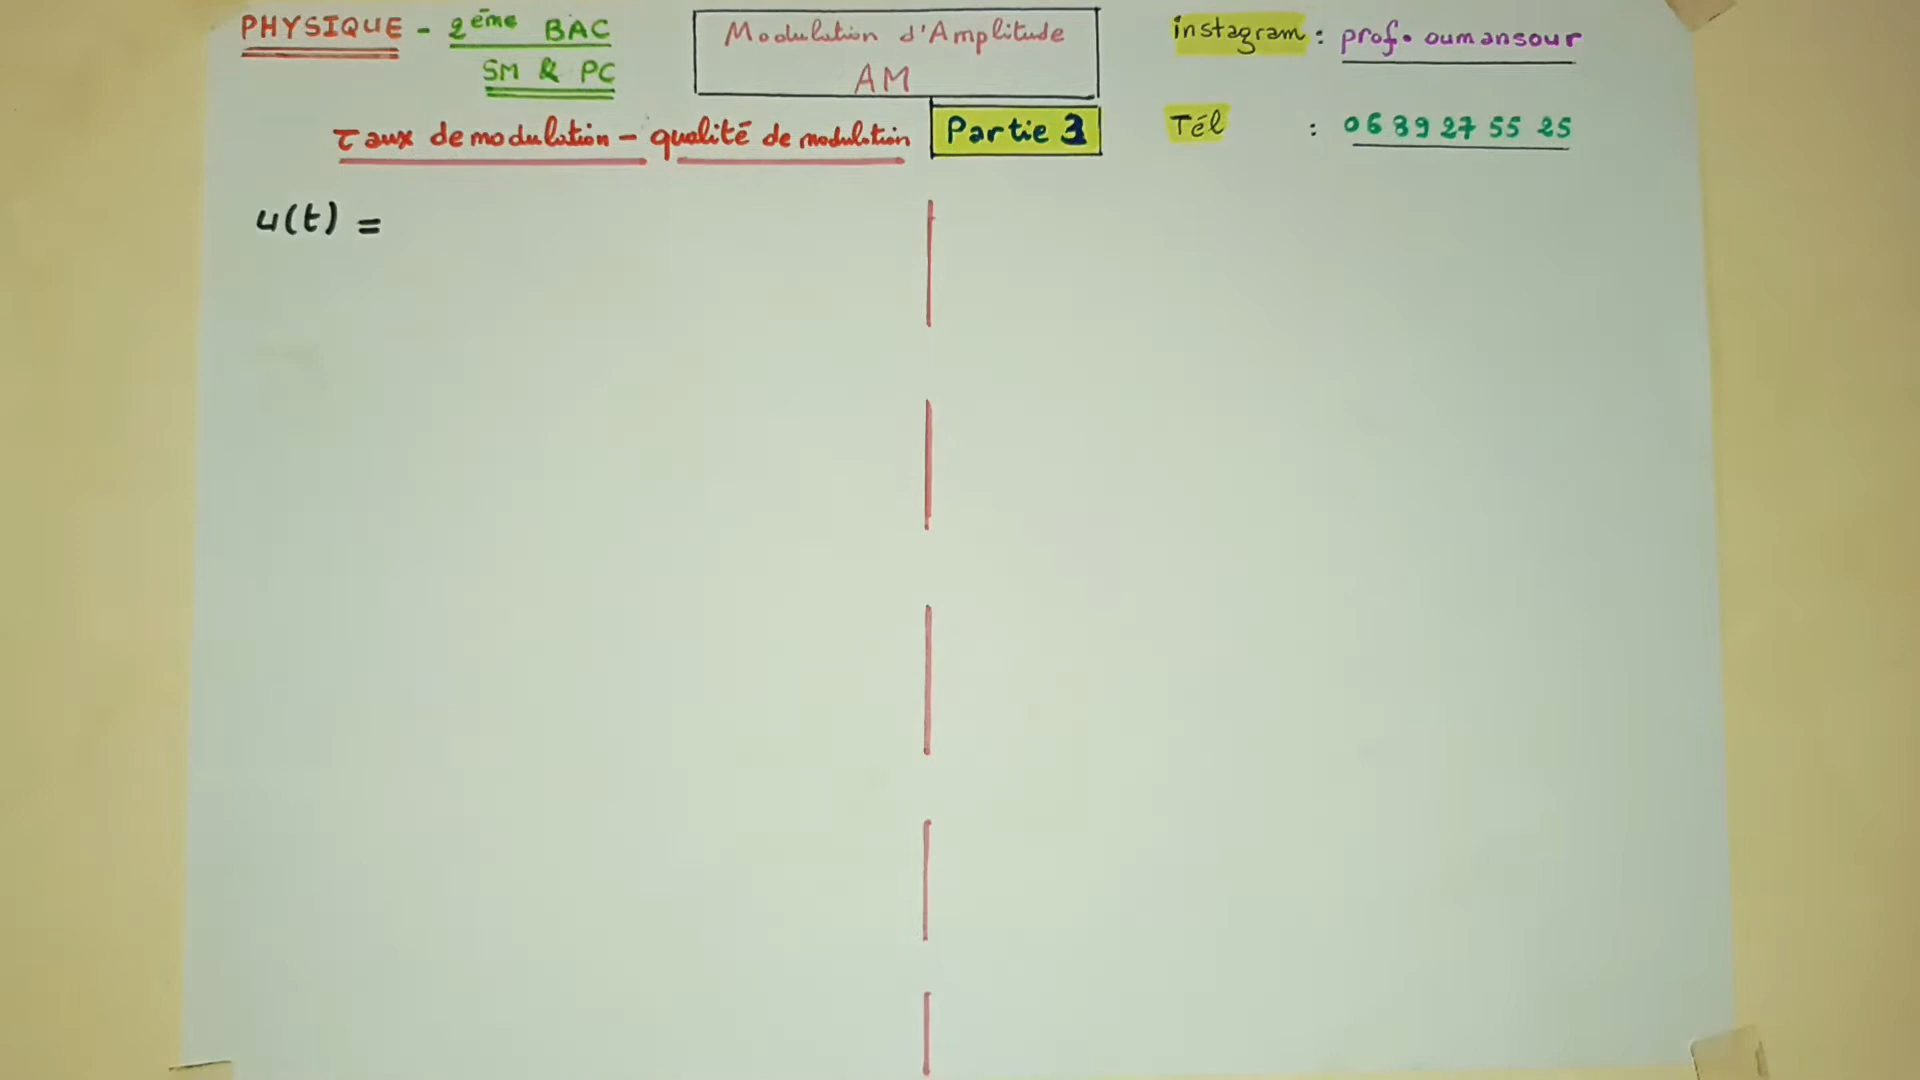 PHYSIQUE - 2ème BAC
SM & PC
Modulation d'Amplitude
AM
instagram : prof. oumansour
Taux de modulation - qualité de modulation
Partie 3
Tél : 06 39 27 55 25
u(t) =